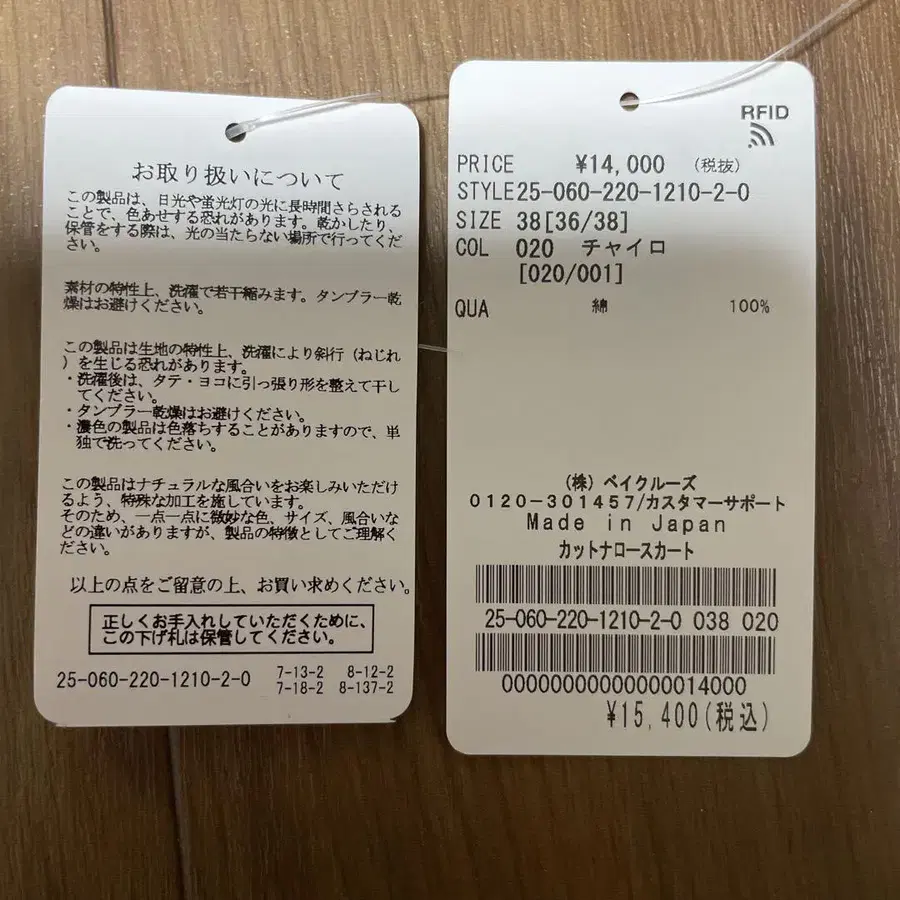 お取り扱いについて
この製品は、日光や蛍光灯の光に長時間さらされる
ことで、色あせする恐れがあります。乾かしたり、
保管をする際は、光の当たらない場所で行ってくだ
さい。
素材の特性上、洗濯で若干縮みます。タンブラー乾
燥はお避けください。
この製品は生地の特性上、洗濯により斜行（ねじれ
）を生じる恐れがあります。
・洗濯後は、タテ・ヨコに引っ張り形を整えて干し
てください。
・タンブラー乾燥はお避けください。
・濃色の製品は色落ちすることがありますので、単
独で洗ってください。
この製品はナチュラルな風合いをお楽しみいただけ
るよう、特殊な加工を施しています。
そのため、一点一点に微妙な色、サイズ、風合いな
どの違いがありますが、製品の特徴としてご理解く
ださい。
以上の点をご留意の上、お買い求めください。
正しくお手入れしていただくために、
この下げ札は保管してください。
25-060-220-1210-2-0 7-13-2 8-12-2
7-18-2 8-137-2
RFID
PRICE ¥14,000 (税抜)
STYLE25-060-220-1210-2-0
SIZE 38[36/38]
COL 020 チャイロ
[020/001]
QUA 綿 100%
(株) ベイクルーズ
0120-301457/カスタマーサポート
Made in Japan
カットナロースカート
25-060-220-1210-2-0 038 020
00000000000000014000
¥15,400(税込)